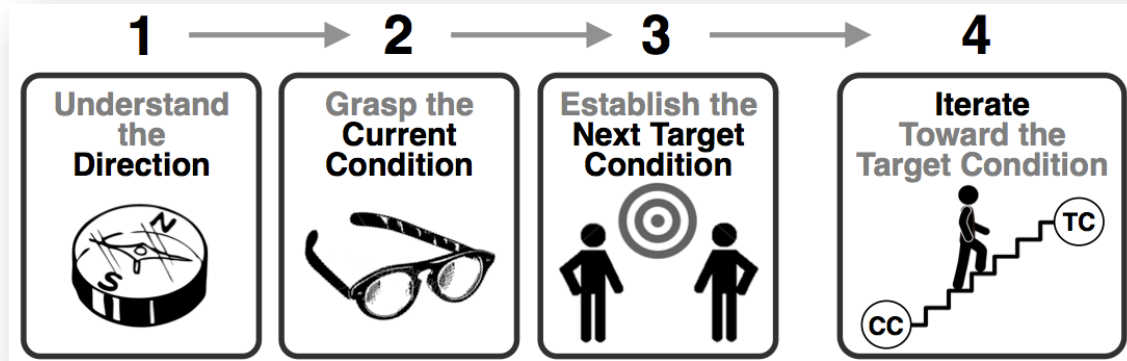 1 2 3 4
Understand
the
Direction
N
S
Grasp the
Current
Condition
Establish the
Next Target
Condition
Iterate
Toward the
Target Condition
TC
CC